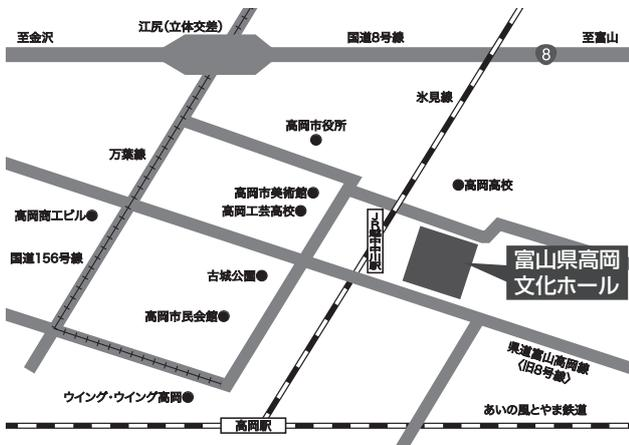 江尻(立体交差)
至金沢
国道8号線
8
至富山
氷見線
高岡市役所
万葉線
高岡高校
高岡市美術館
高岡工芸高校
高岡商工ビル
JR越中中川駅
国道156号線
古城公園
富山県高岡
文化ホール
高岡市民会館
県道富山高岡線
〈旧8号線〉
ウイング・ウイング高岡
あいの風とやま鉄道
高岡駅